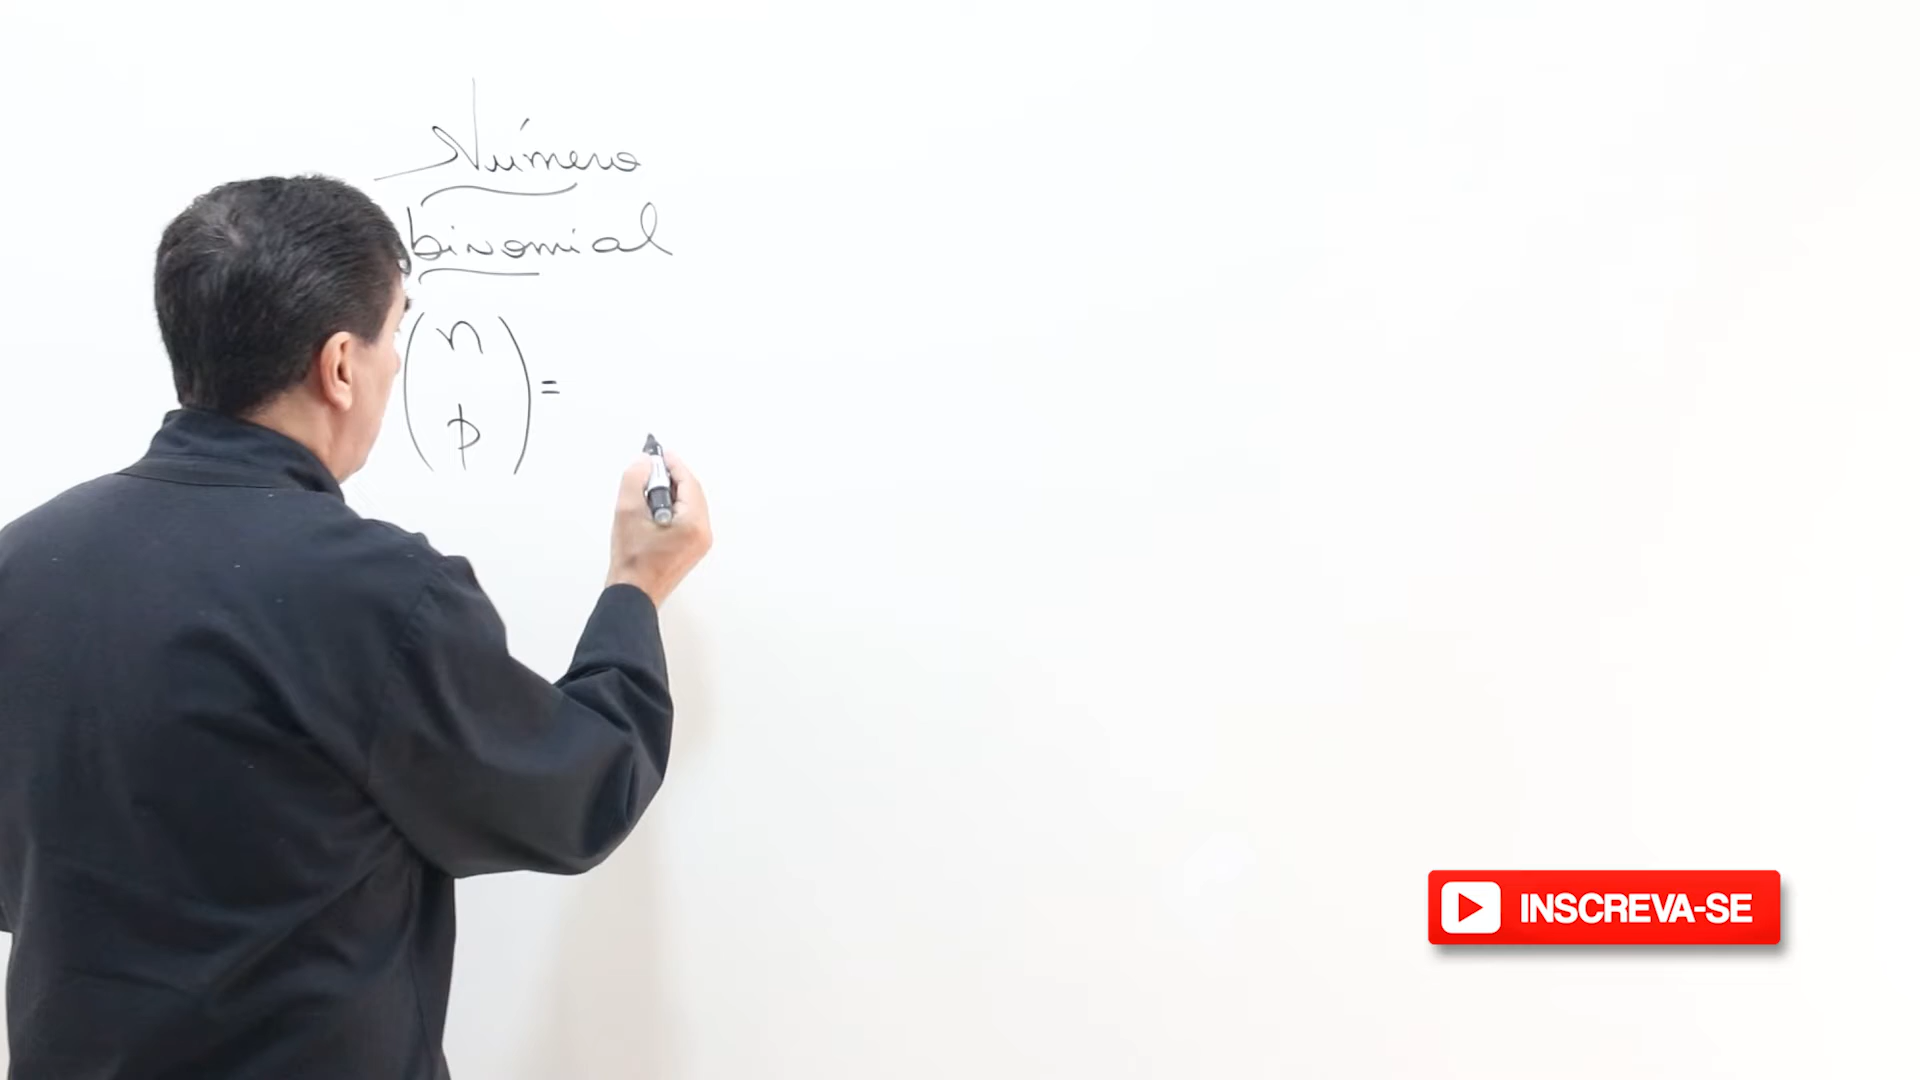 Número
binomial
(n
p) =
INSCREVA-SE